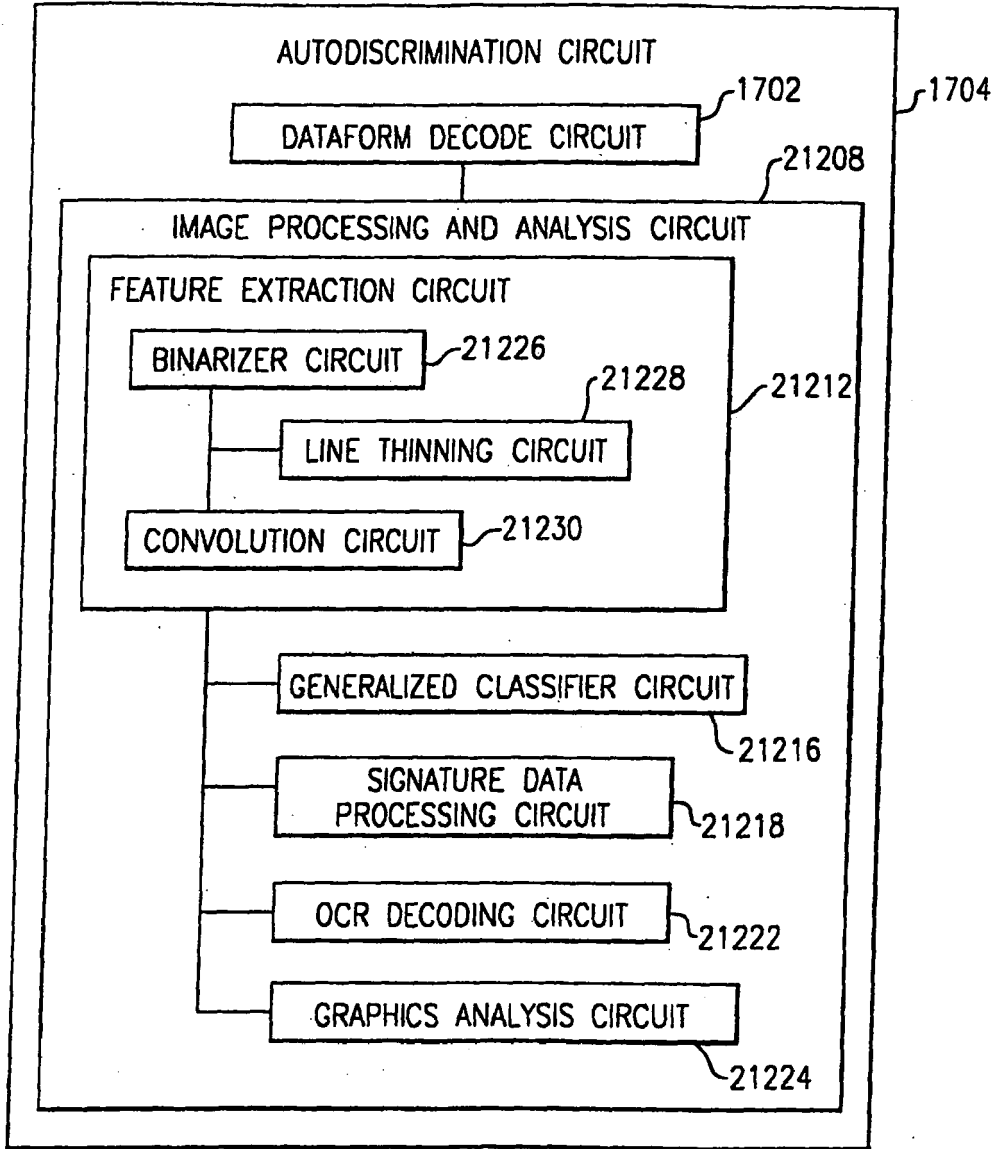 AUTODISCRIMINATION CIRCUIT
1702
1704
DATAFORM DECODE CIRCUIT
21208
IMAGE PROCESSING AND ANALYSIS CIRCUIT
FEATURE EXTRACTION CIRCUIT
BINARIZER CIRCUIT
21226
21228
21212
LINE THINNING CIRCUIT
CONVOLUTION CIRCUIT
21230
GENERALIZED CLASSIFIER CIRCUIT
21216
SIGNATURE DATA
PROCESSING CIRCUIT
21218
OCR DECODING CIRCUIT
21222
GRAPHICS ANALYSIS CIRCUIT
21224